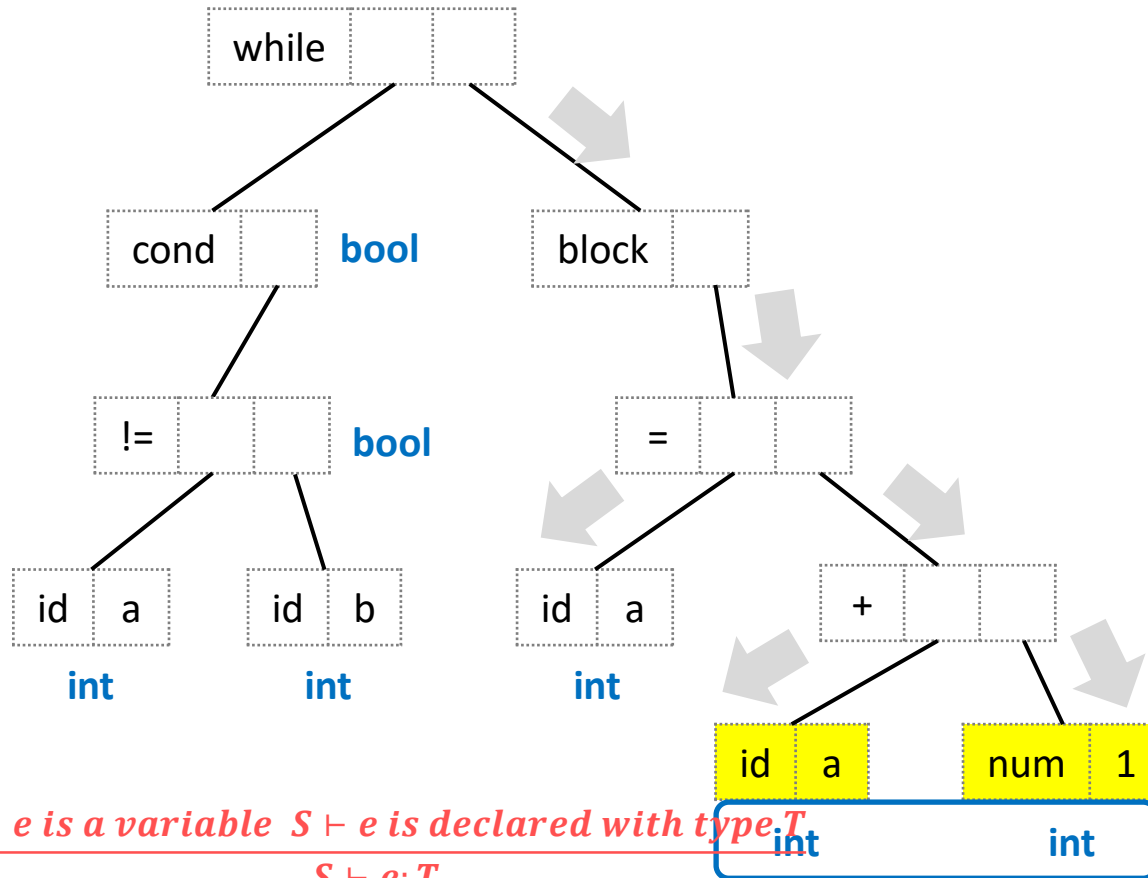 while
cond bool block
!= bool =
id a id b id a +
int int int
id a num 1
e is a variable S ⊢ e is declared with type T
int int
S ⊢ e: T